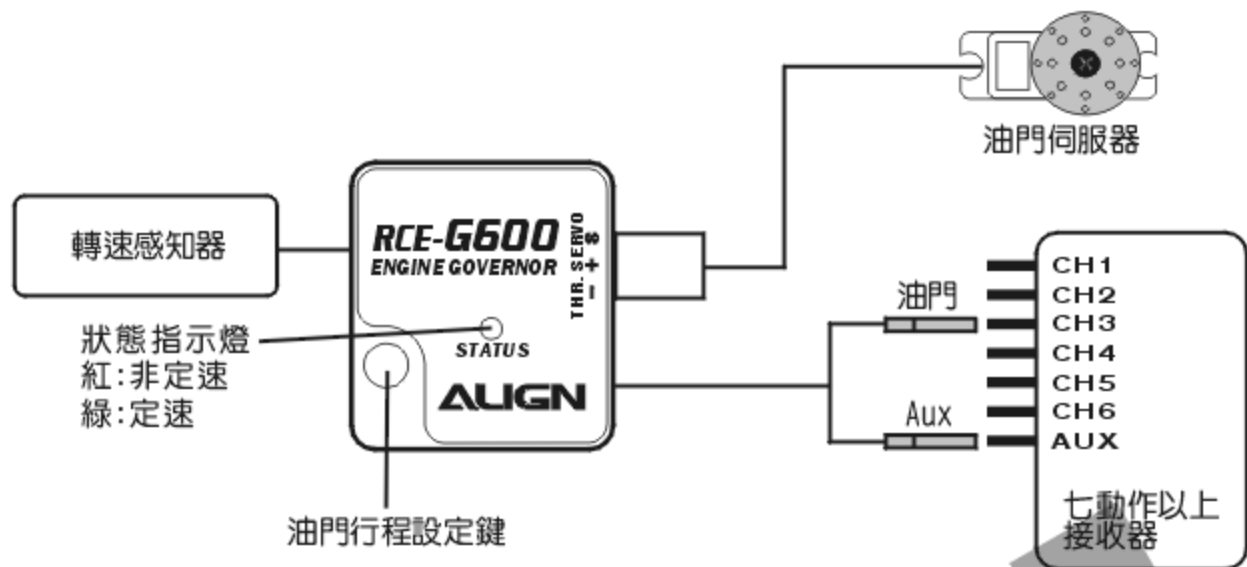 油門伺服器
轉速感知器
RCE-G600
ENGINE GOVERNOR
THR. SERVO
- + S
狀態指示燈
紅:非定速
綠:定速
STATUS
ALIGN
油門行程設定鍵
油門
Aux
CH1
CH2
CH3
CH4
CH5
CH6
AUX
七動作以上
接收器